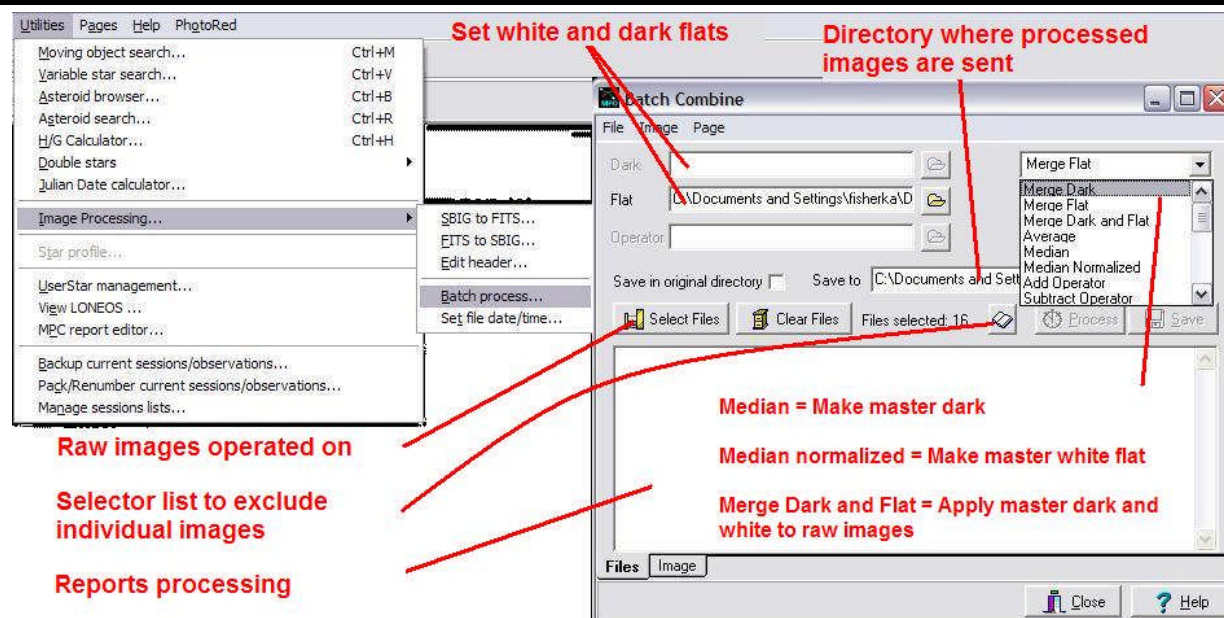 Utilities Pages Help PhotoRed
Moving object search... Ctrl+M
Variable star search... Ctrl+V
Asteroid browser... Ctrl+B
Asteroid search... Ctrl+R
H/G Calculator... Ctrl+H
Double stars
Julian Date calculator...
Image Processing...
Star profile...
UserStar management...
View LONEOS ...
MPC report editor...
Backup current sessions/observations...
Pack/Renumber current sessions/observations...
Manage sessions lists...
SBIG to FITS...
FITS to SBIG...
Edit header...
Batch process...
Set file date/time...
Set white and dark flats
Directory where processed
images are sent
Batch Combine
File Image Page
Dark
Flat C:\Documents and Settings\fisherka\D
Operator
Merge Flat
Merge Dark
Merge Flat
Merge Dark and Flat
Average
Median
Median Normalized
Add Operator
Subtract Operator
Save in original directory Save to C:\Documents and Sett
Select Files Clear Files Files selected: 16 Process Save
Median = Make master dark
Median normalized = Make master white flat
Merge Dark and Flat = Apply master dark and
white to raw images
Files Image
Close Help
Raw images operated on
Selector list to exclude
individual images
Reports processing